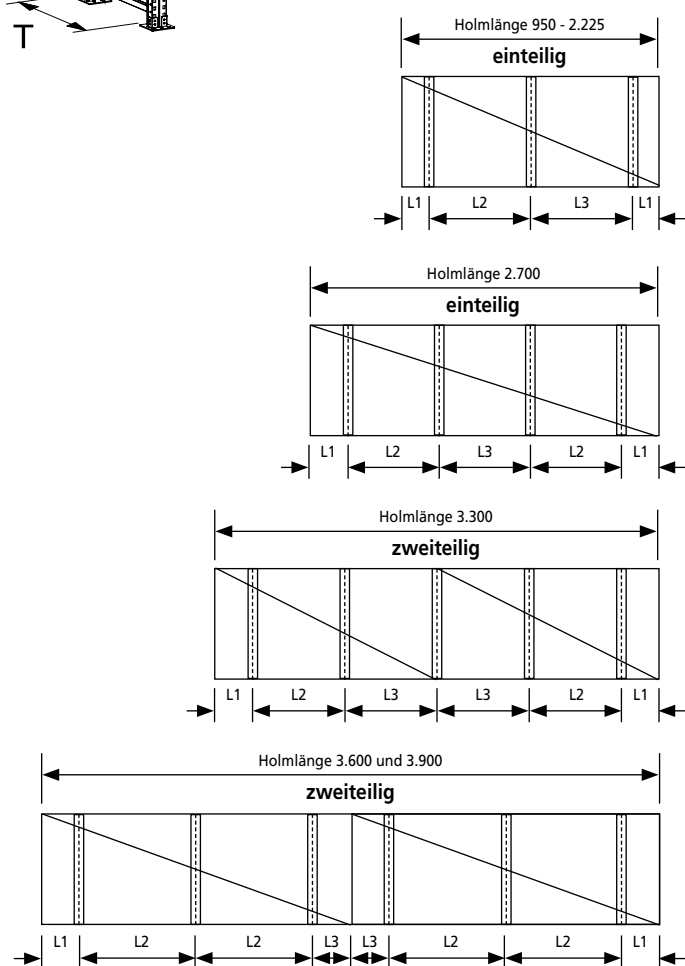 T
Holmlänge 950 - 2.225
einteilig
L1 L2 L3 L1
Holmlänge 2.700
einteilig
L1 L2 L3 L2 L1
Holmlänge 3.300
zweiteilig
L1 L2 L3 L3 L2 L1
Holmlänge 3.600 und 3.900
zweiteilig
L1 L2 L2 L3 L3 L2 L2 L1